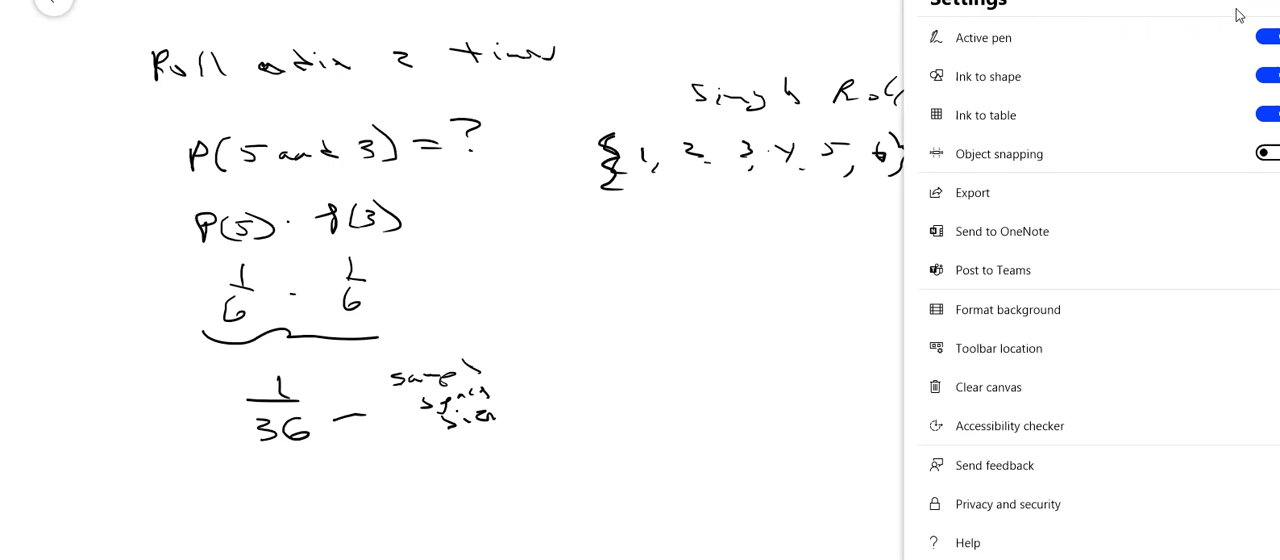 Roll a die 2 times
P(5 and 3) = ?
P(5) · P(3)
1/6 · 1/6
1/36 — sample
space
size
Single Roll
{1, 2, 3, 4, 5, 6}
Settings
Active pen
Ink to shape
Ink to table
Object snapping
Export
Send to OneNote
Post to Teams
Format background
Toolbar location
Clear canvas
Accessibility checker
Send feedback
Privacy and security
Help